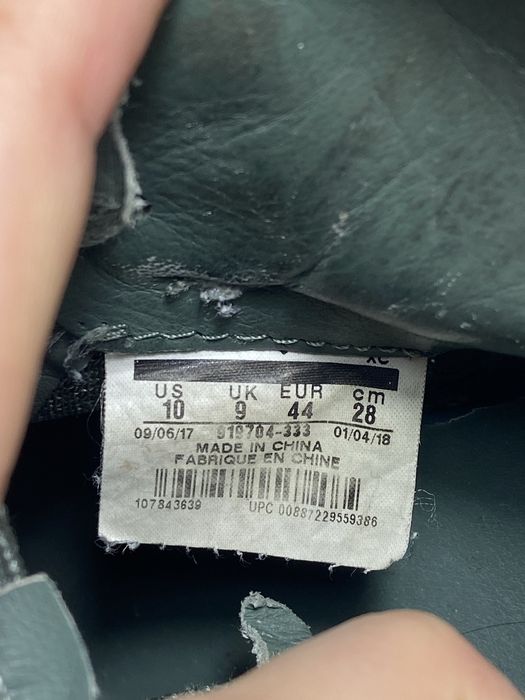 XC
US UK EUR cm
10 9 44 28
09/06/17 918704-333 01/04/18
MADE IN CHINA
FABRIQUE EN CHINE
107843639 UPC 00887229559386